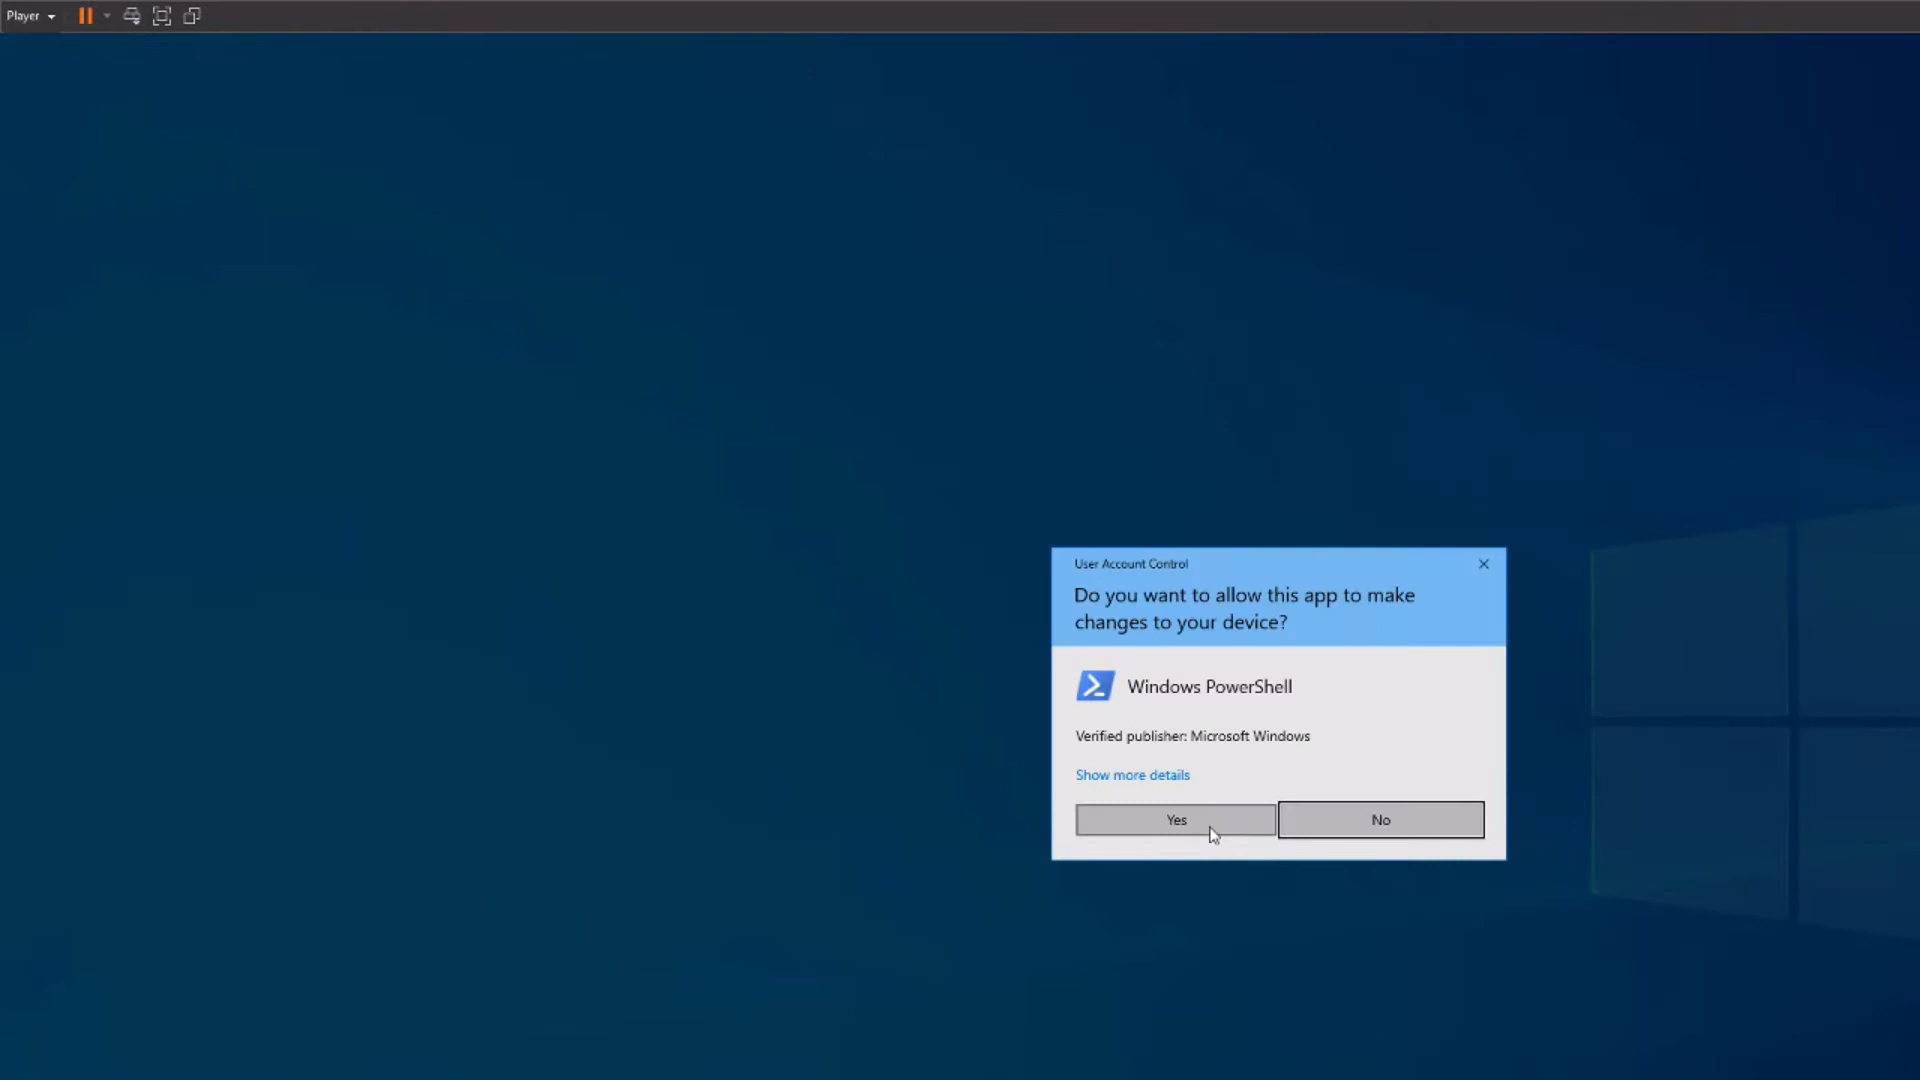 Player
User Account Control
Do you want to allow this app to make
changes to your device?
Windows PowerShell
Verified publisher: Microsoft Windows
Show more details
Yes
No